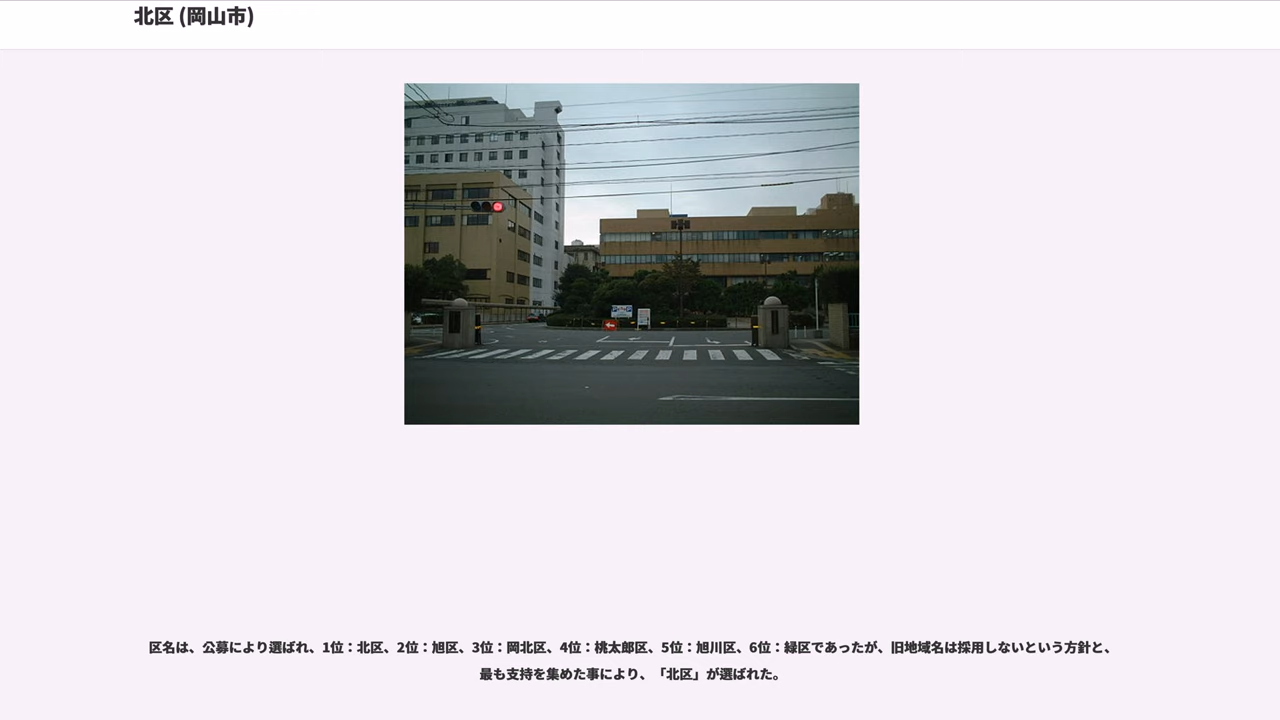 北区 (岡山市)
区名は、公募により選ばれ、1位：北区、2位：旭区、3位：岡北区、4位：桃太郎区、5位：旭川区、6位：緑区であったが、旧地域名は採用しないという方針と、
最も支持を集めた事により、「北区」が選ばれた。